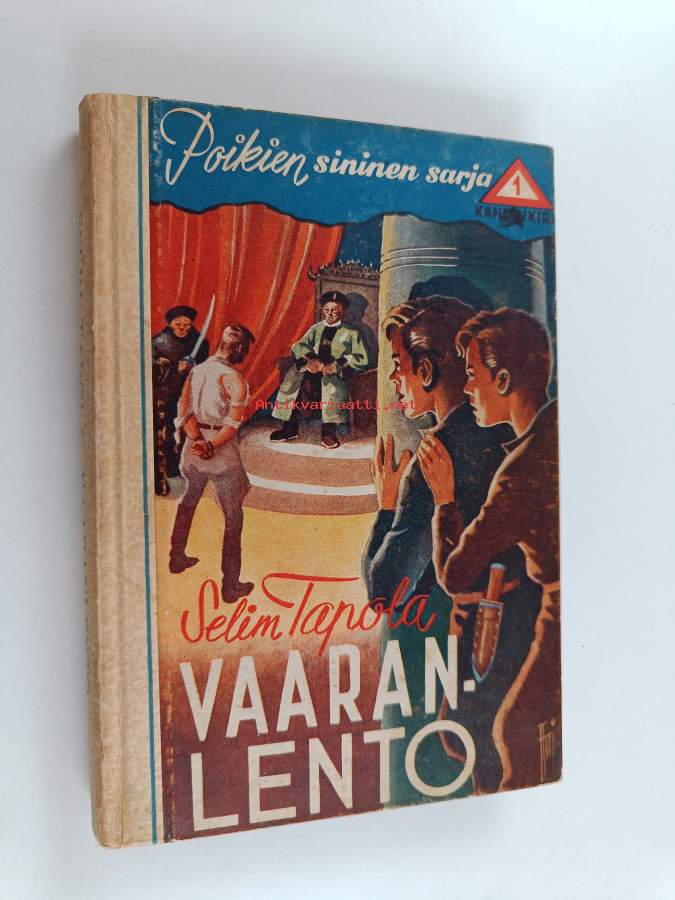 Poikien sininen sarja
1
Antikvariaatti.net
Selim Tapola
VAARAN-
LENTO